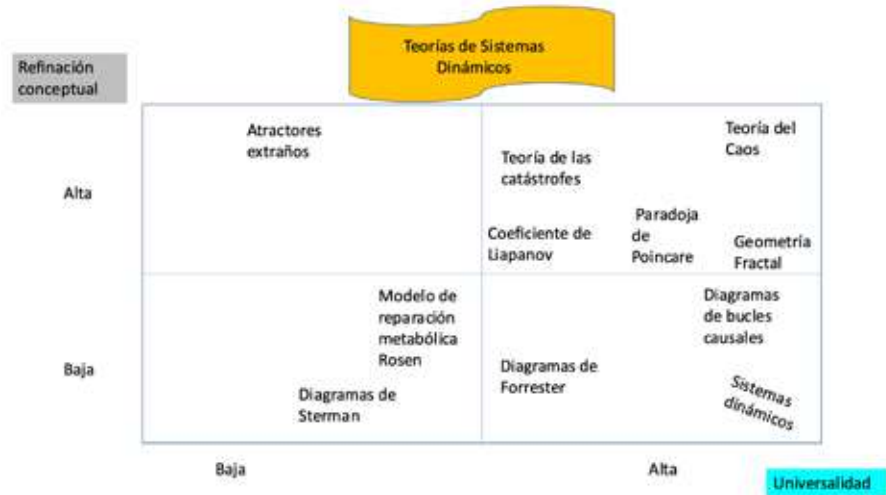 Teorías de Sistemas
Dinámicos
Refinación
conceptual
Atractores
extraños
Teoría de las
catástrofes
Teoría del
Caos
Alta
Coeficiente de
Liapanov
Paradoja
de
Poincare
Geometría
Fractal
Modelo de
reparación
metabólica
Rosen
Diagramas
de bucles
causales
Baja
Diagramas de
Sterman
Diagramas de
Forrester
Sistemas
dinámicos
Baja
Alta
Universalidad